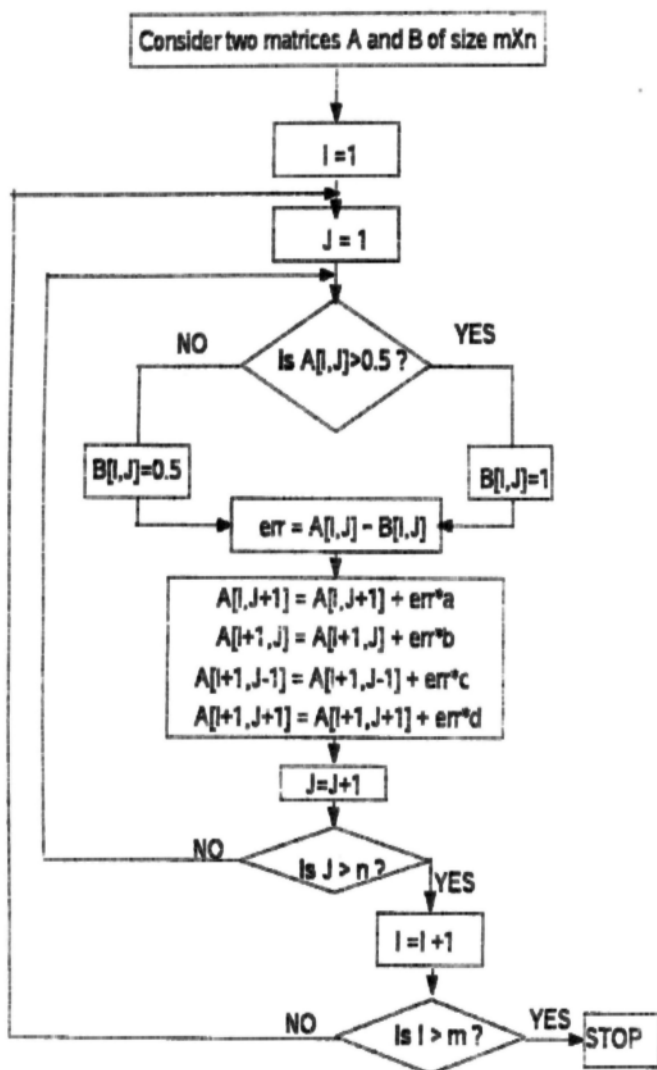 Consider two matrices A and B of size mXn
I =1
J = 1
NO
YES
Is A[I,J]>0.5 ?
B[I,J]=0.5
B[I,J]=1
err = A[I,J] - B[I,J]
A[I,J+1] = A[I,J+1] + err*a
A[I+1,J] = A[I+1,J] + err*b
A[I+1,J-1] = A[I+1,J-1] + err*c
A[I+1,J+1] = A[I+1,J+1] + err*d
J=J+1
NO
Is J > n ?
YES
I =I +1
NO
Is I > m ?
YES
STOP